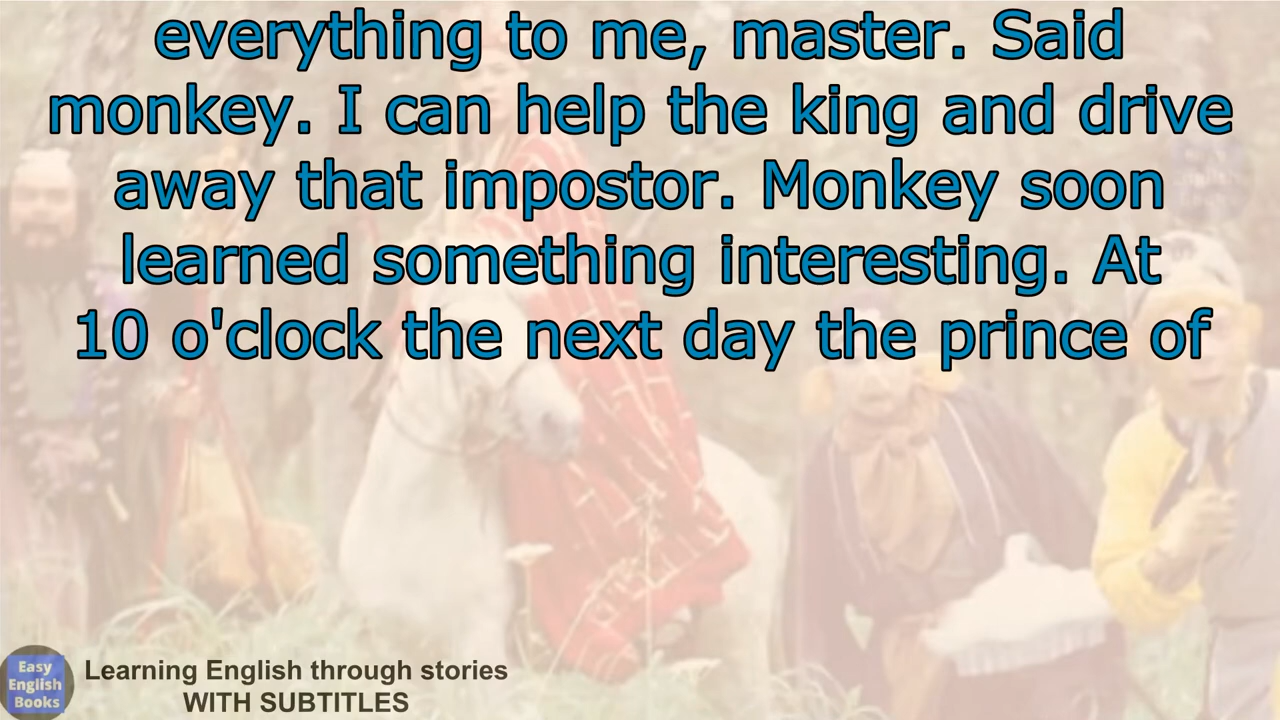 everything to me, master. Said
monkey. I can help the king and drive
away that impostor. Monkey soon
learned something interesting. At
10 o'clock the next day the prince of
Easy
English
Books
Learning English through stories
WITH SUBTITLES